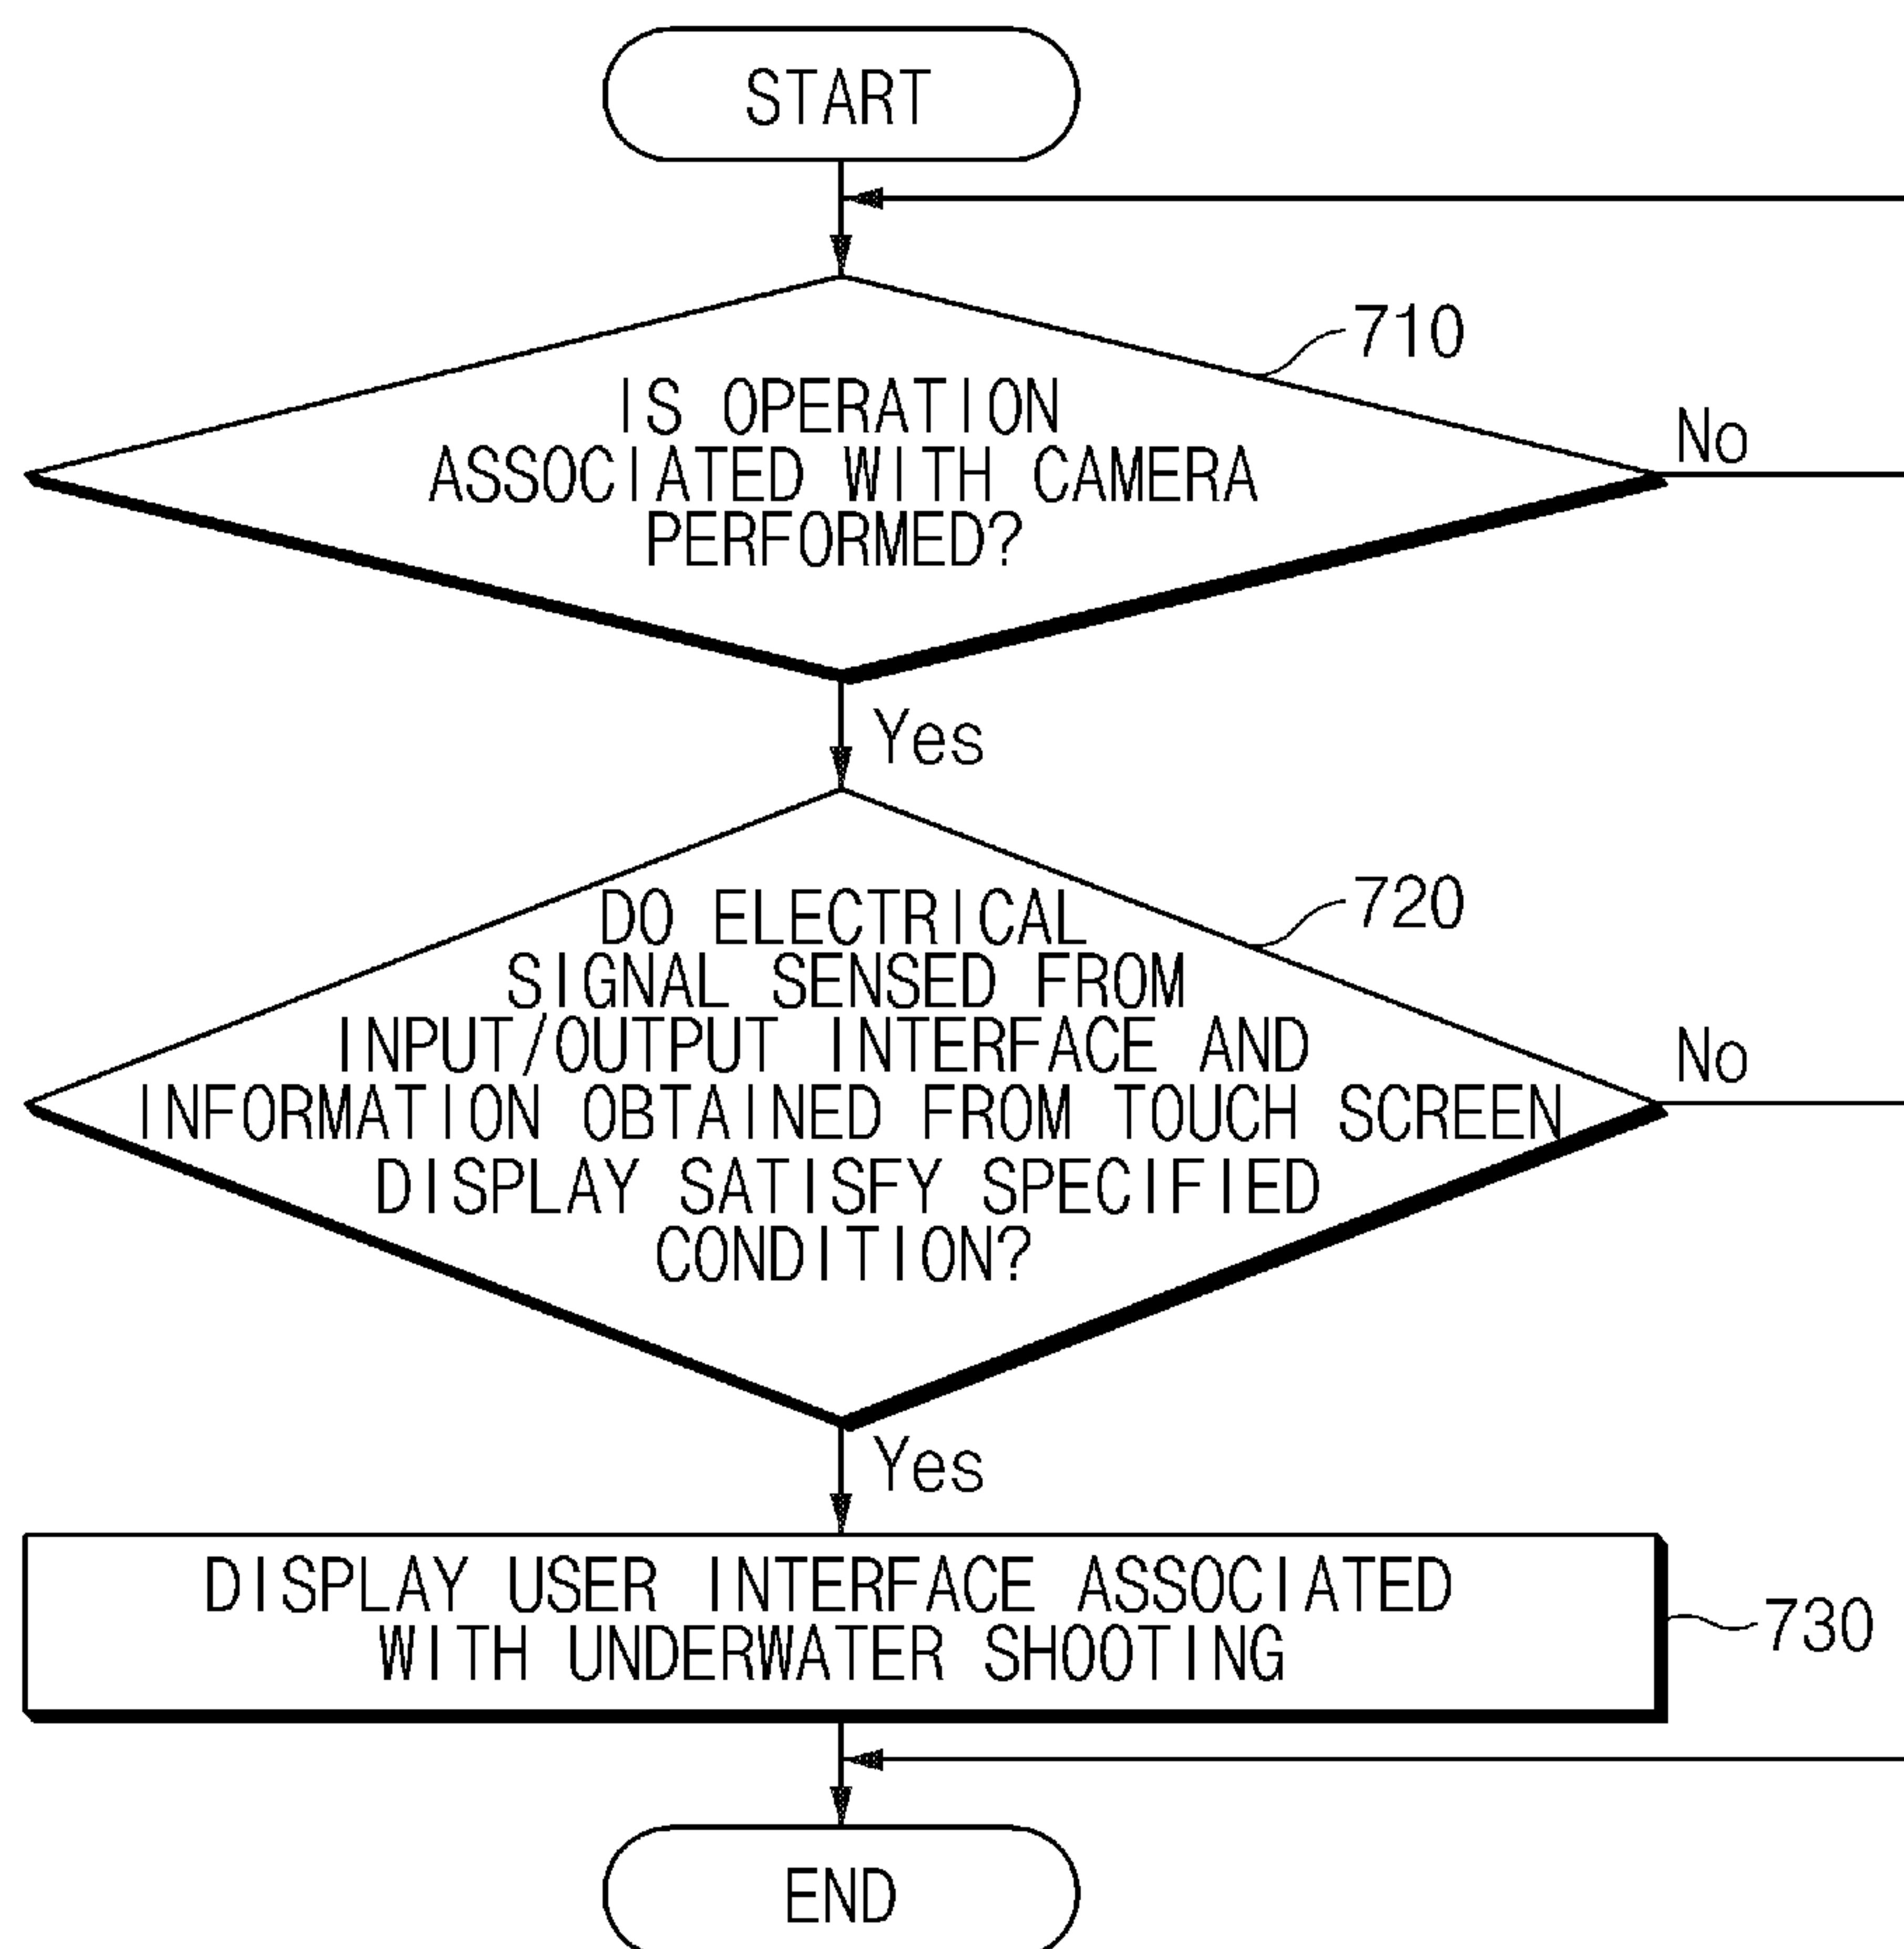 START
710
IS OPERATION
ASSOCIATED WITH CAMERA
PERFORMED?
No
Yes
720
DO ELECTRICAL
SIGNAL SENSED FROM
INPUT/OUTPUT INTERFACE AND
INFORMATION OBTAINED FROM TOUCH SCREEN
DISPLAY SATISFY SPECIFIED
CONDITION?
No
Yes
DISPLAY USER INTERFACE ASSOCIATED
WITH UNDERWATER SHOOTING
730
END